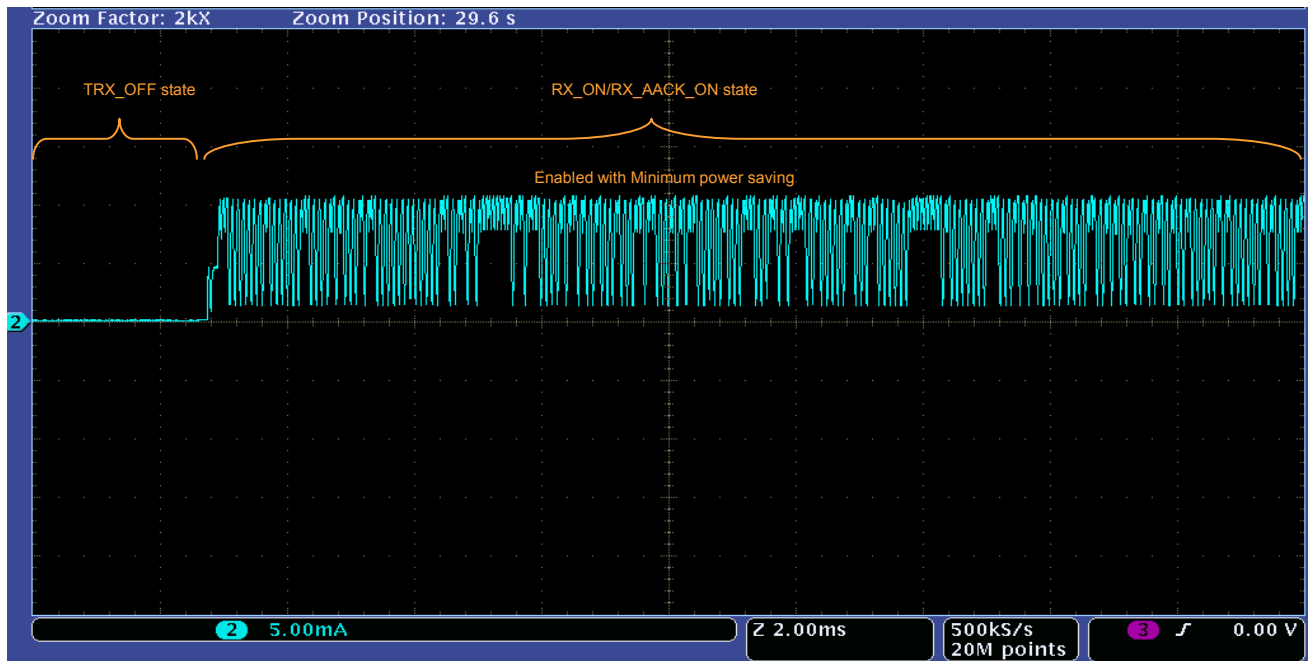 Zoom Factor: 2kX Zoom Position: 29.6 s
TRX_OFF state
RX_ON/RX_AACK_ON state
Enabled with Minimum power saving
2
2 5.00mA
Z 2.00ms
500kS/s
20M points
3 0.00 V